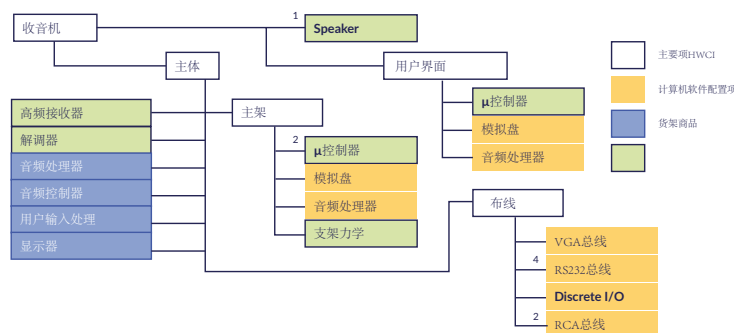 收音机
1
Speaker
主体
用户界面
主要项HWCI
计算机软件配置项
货架商品
高频接收器
解调器
音频处理器
音频控制器
用户输入处理
显示器
主架
2
μ控制器
模拟盘
音频处理器
支架力学
μ控制器
模拟盘
音频处理器
布线
VGA总线
4
RS232总线
Discrete I/O
2
RCA总线